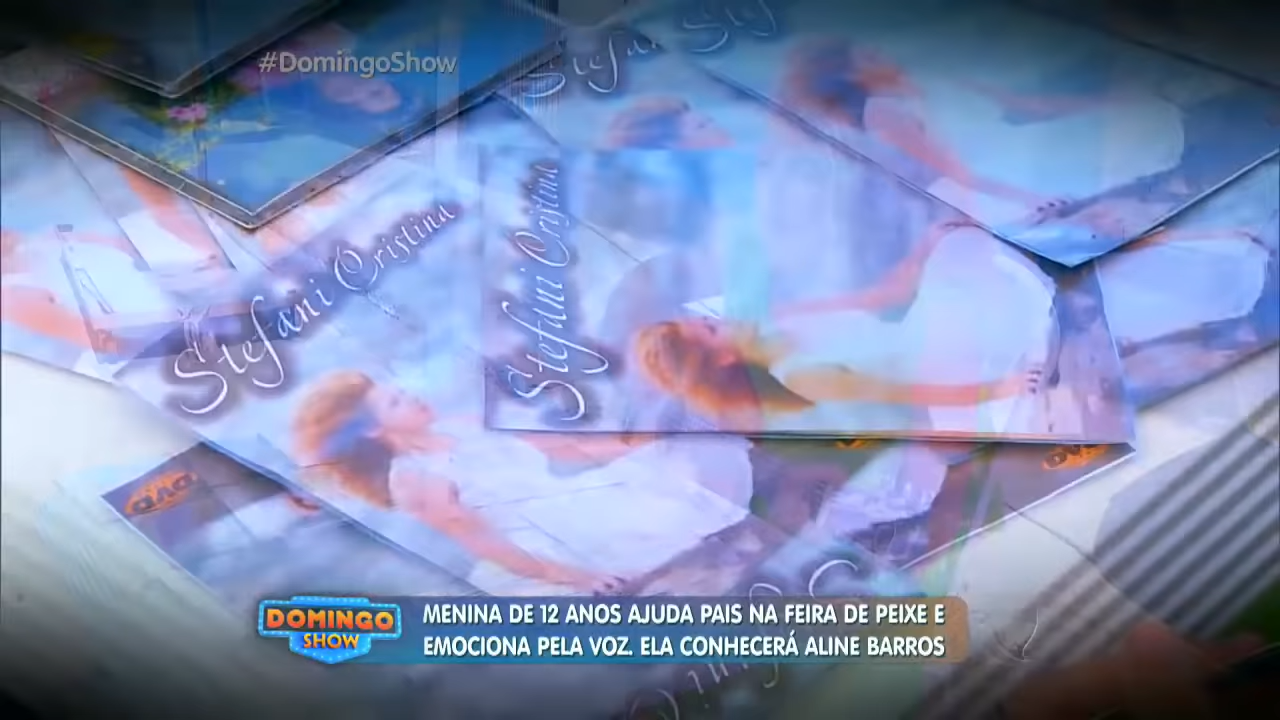 #DomingoShow
Stefani
Stefani Cristina
Stefani Cristina
DVD
DOMINGO
SHOW
MENINA DE 12 ANOS AJUDA PAIS NA FEIRA DE PEIXE E
EMOCIONA PELA VOZ. ELA CONHECERÁ ALINE BARROS